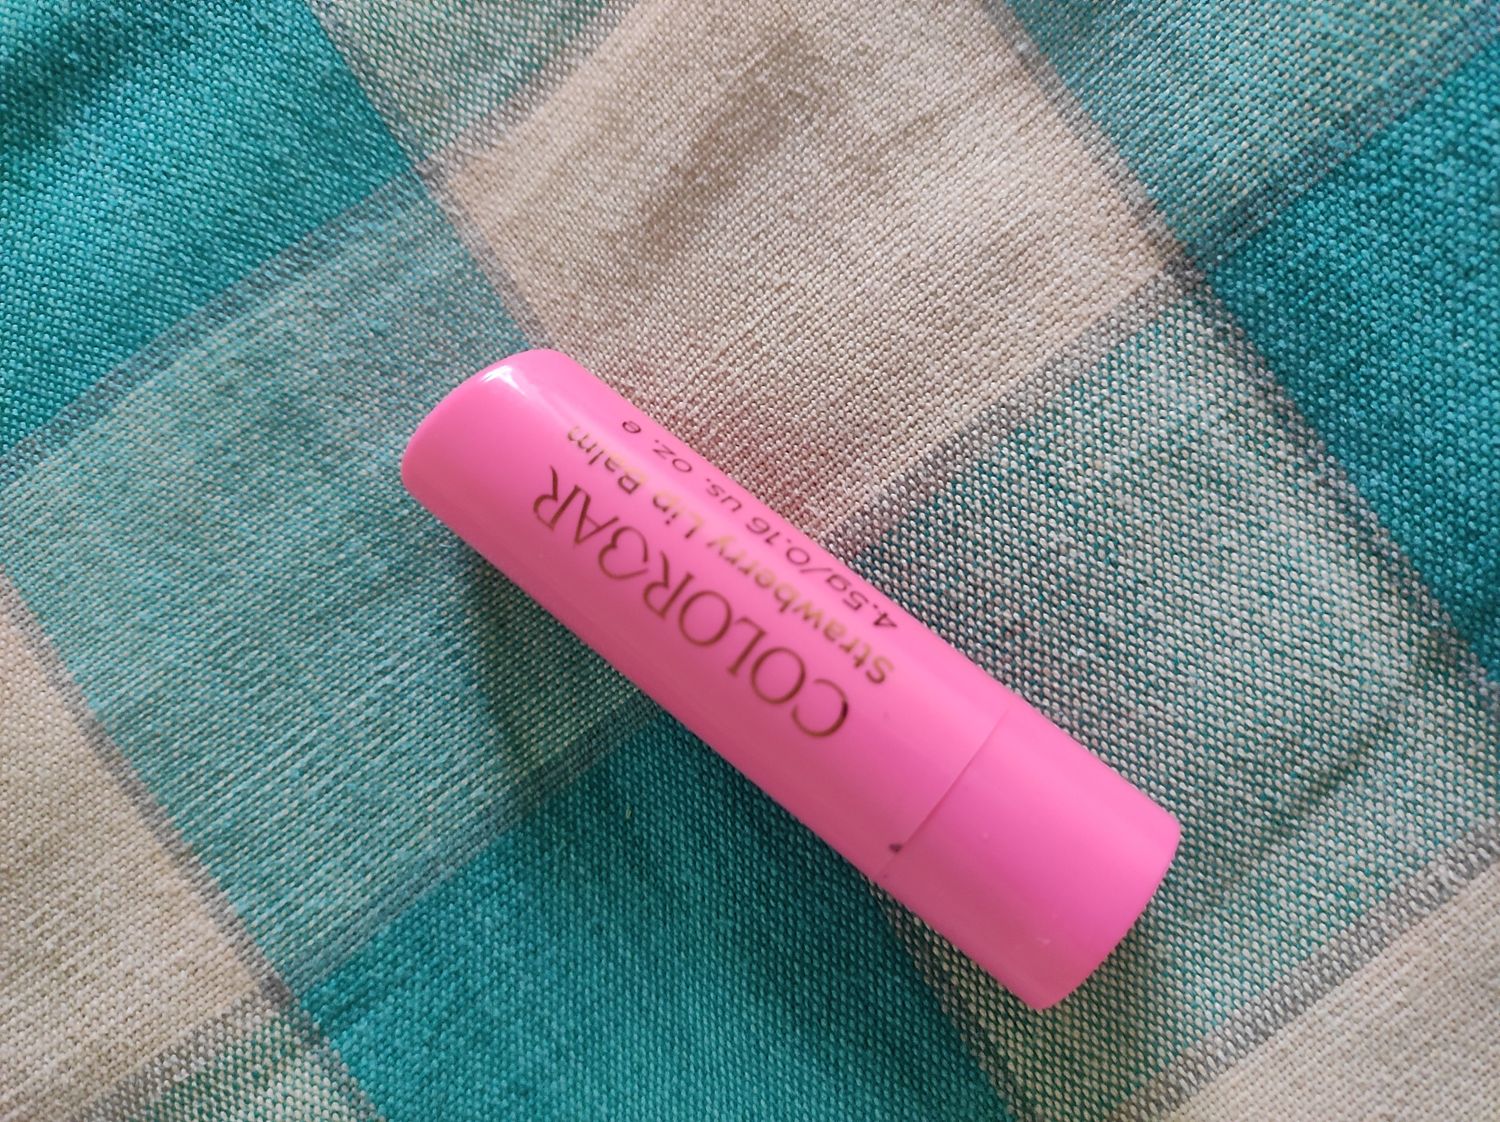 COLORBAR
Strawberry Lip Balm
4.5g/0.16 us. oz. e